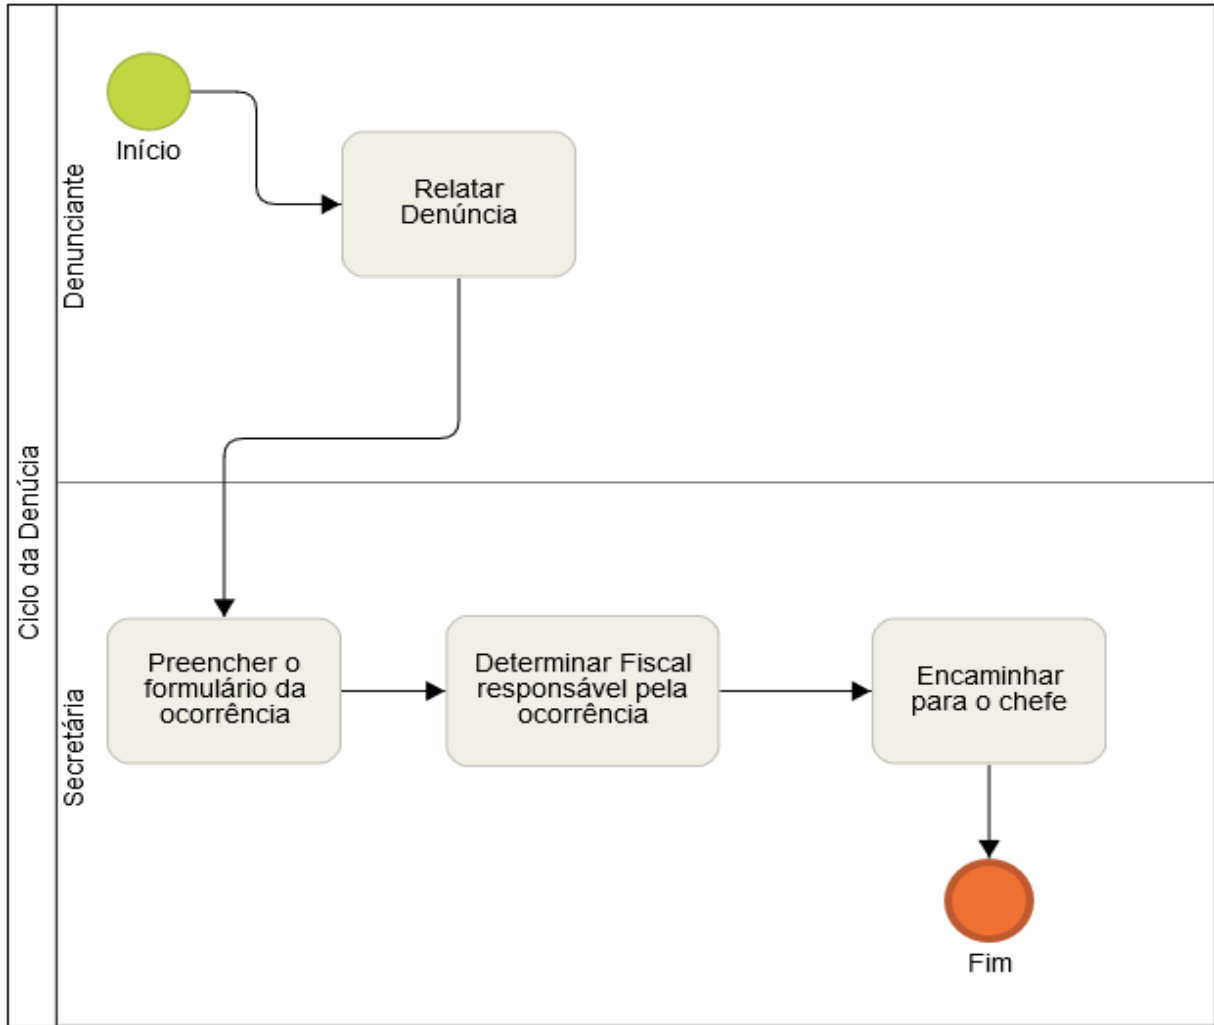 Ciclo da Denúcia
Denunciante
Início
Relatar
Denúncia
Secretária
Preencher o
formulário da
ocorrência
Determinar Fiscal
responsável pela
ocorrência
Encaminhar
para o chefe
Fim